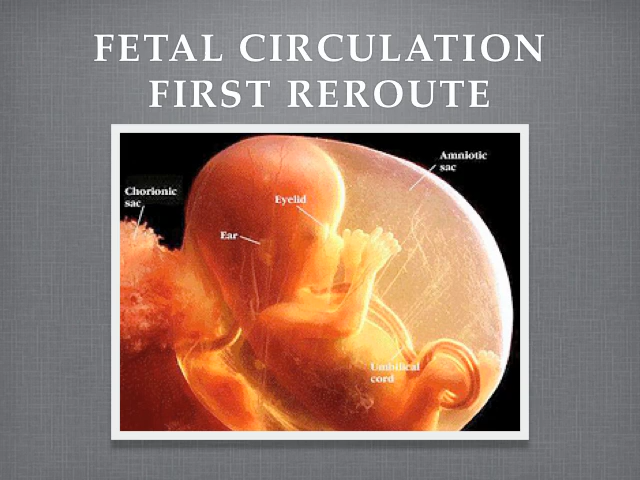 FETAL CIRCULATION
FIRST REROUTE
Amniotic
sac
Chorionic
sac
Eyelid
Ear
Umbilical
cord